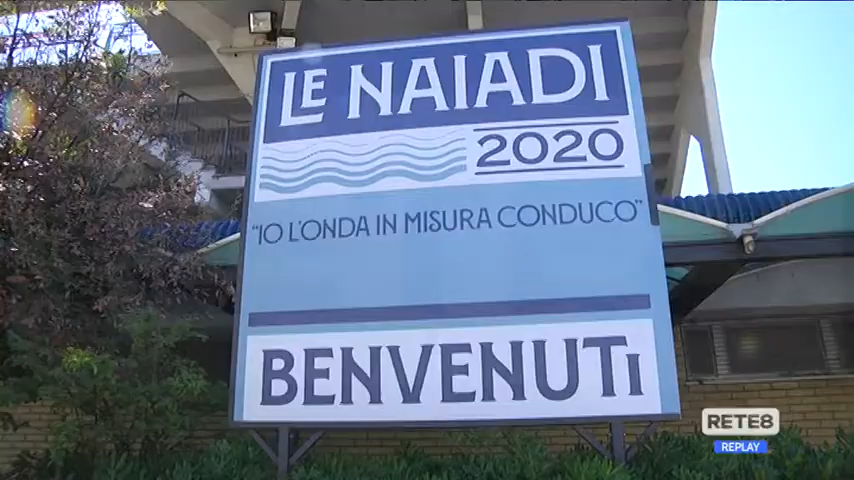 LE NAIADI
2020
"IO L'ONDA IN MISURA CONDUCO"
BENVENUTI
RETE8
REPLAY